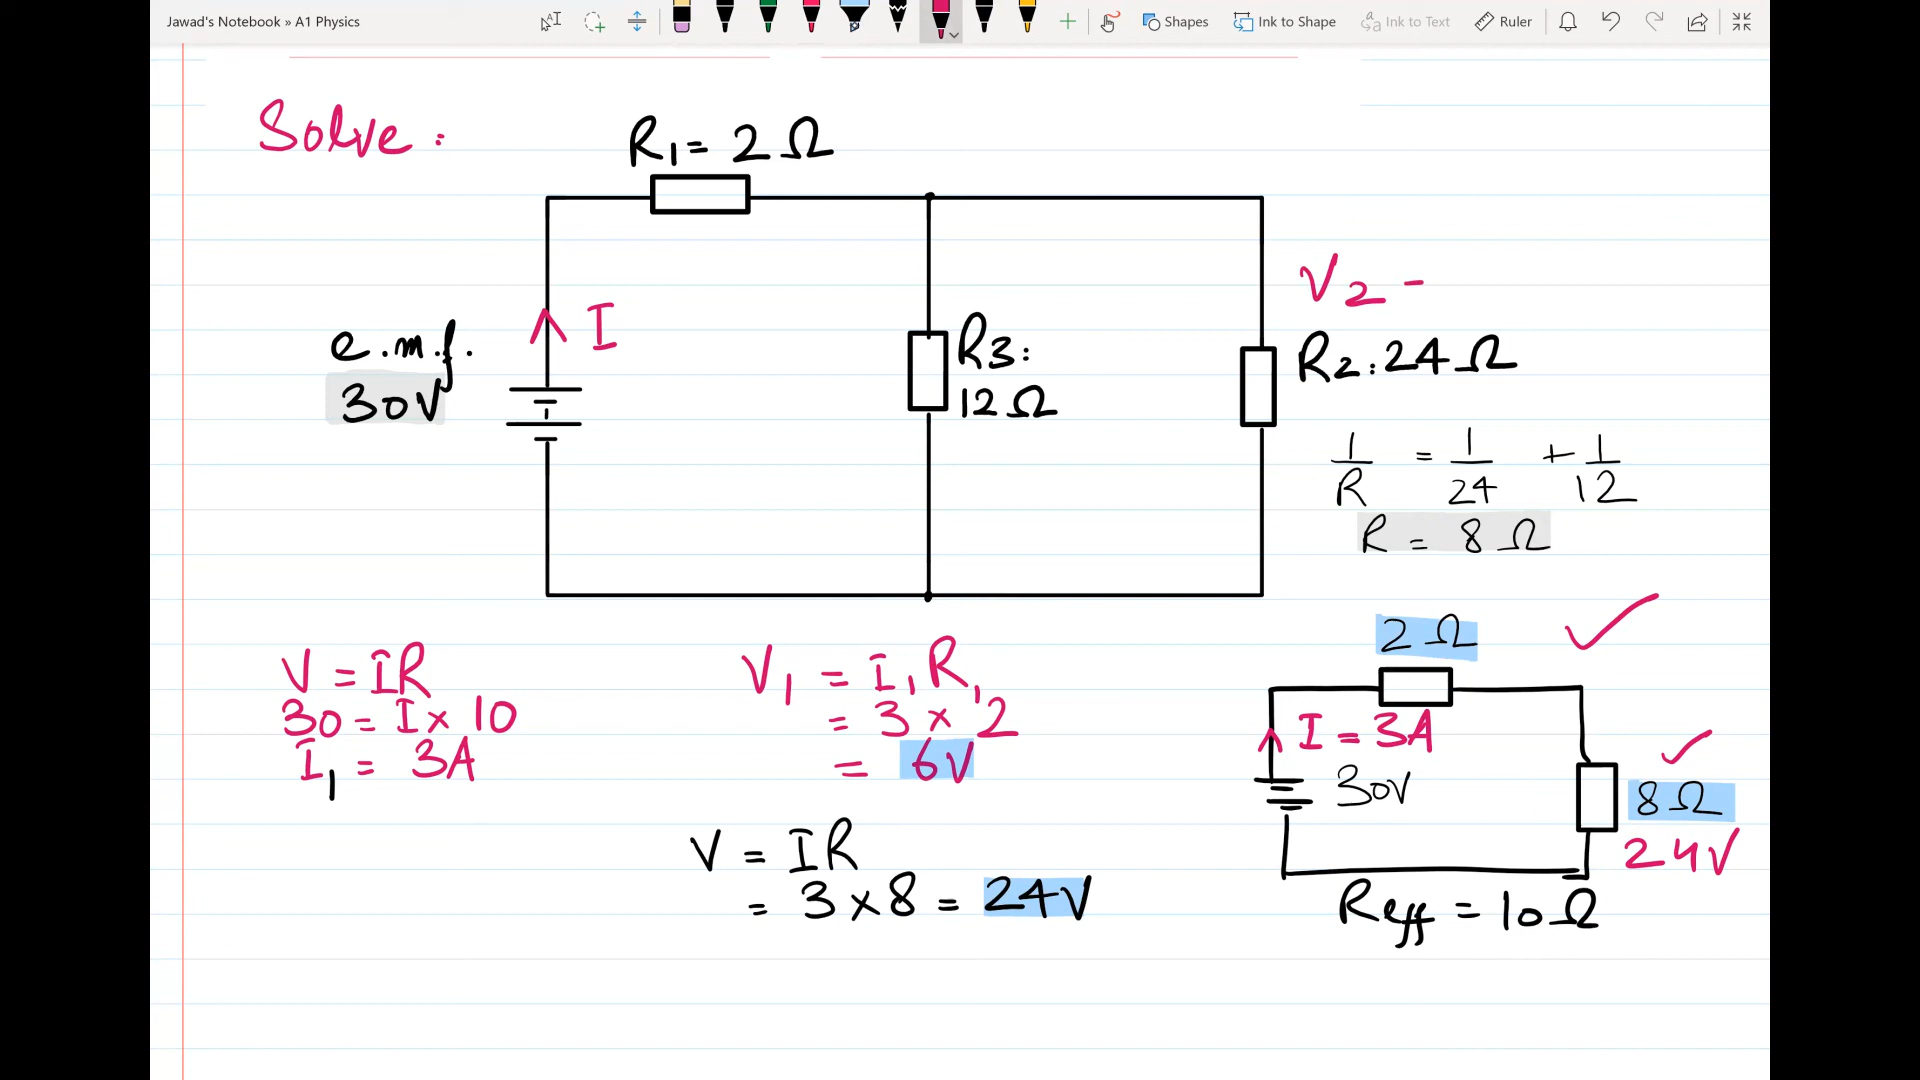 Jawad's Notebook » A1 Physics
Shapes
Ink to Shape
Ink to Text
Ruler
Solve :
R1 = 2 Ω
e.m.f.
30V
I
R3:
12 Ω
V2 -
R2: 24 Ω
1/R = 1/24 + 1/12
R = 8 Ω
V = IR
30 = I × 10
I1 = 3A
V1 = I1 R1
= 3 × 2
= 6V
V = IR
= 3 × 8 = 24V
2 Ω
I = 3A
30V
8 Ω
24V
Reff = 10 Ω